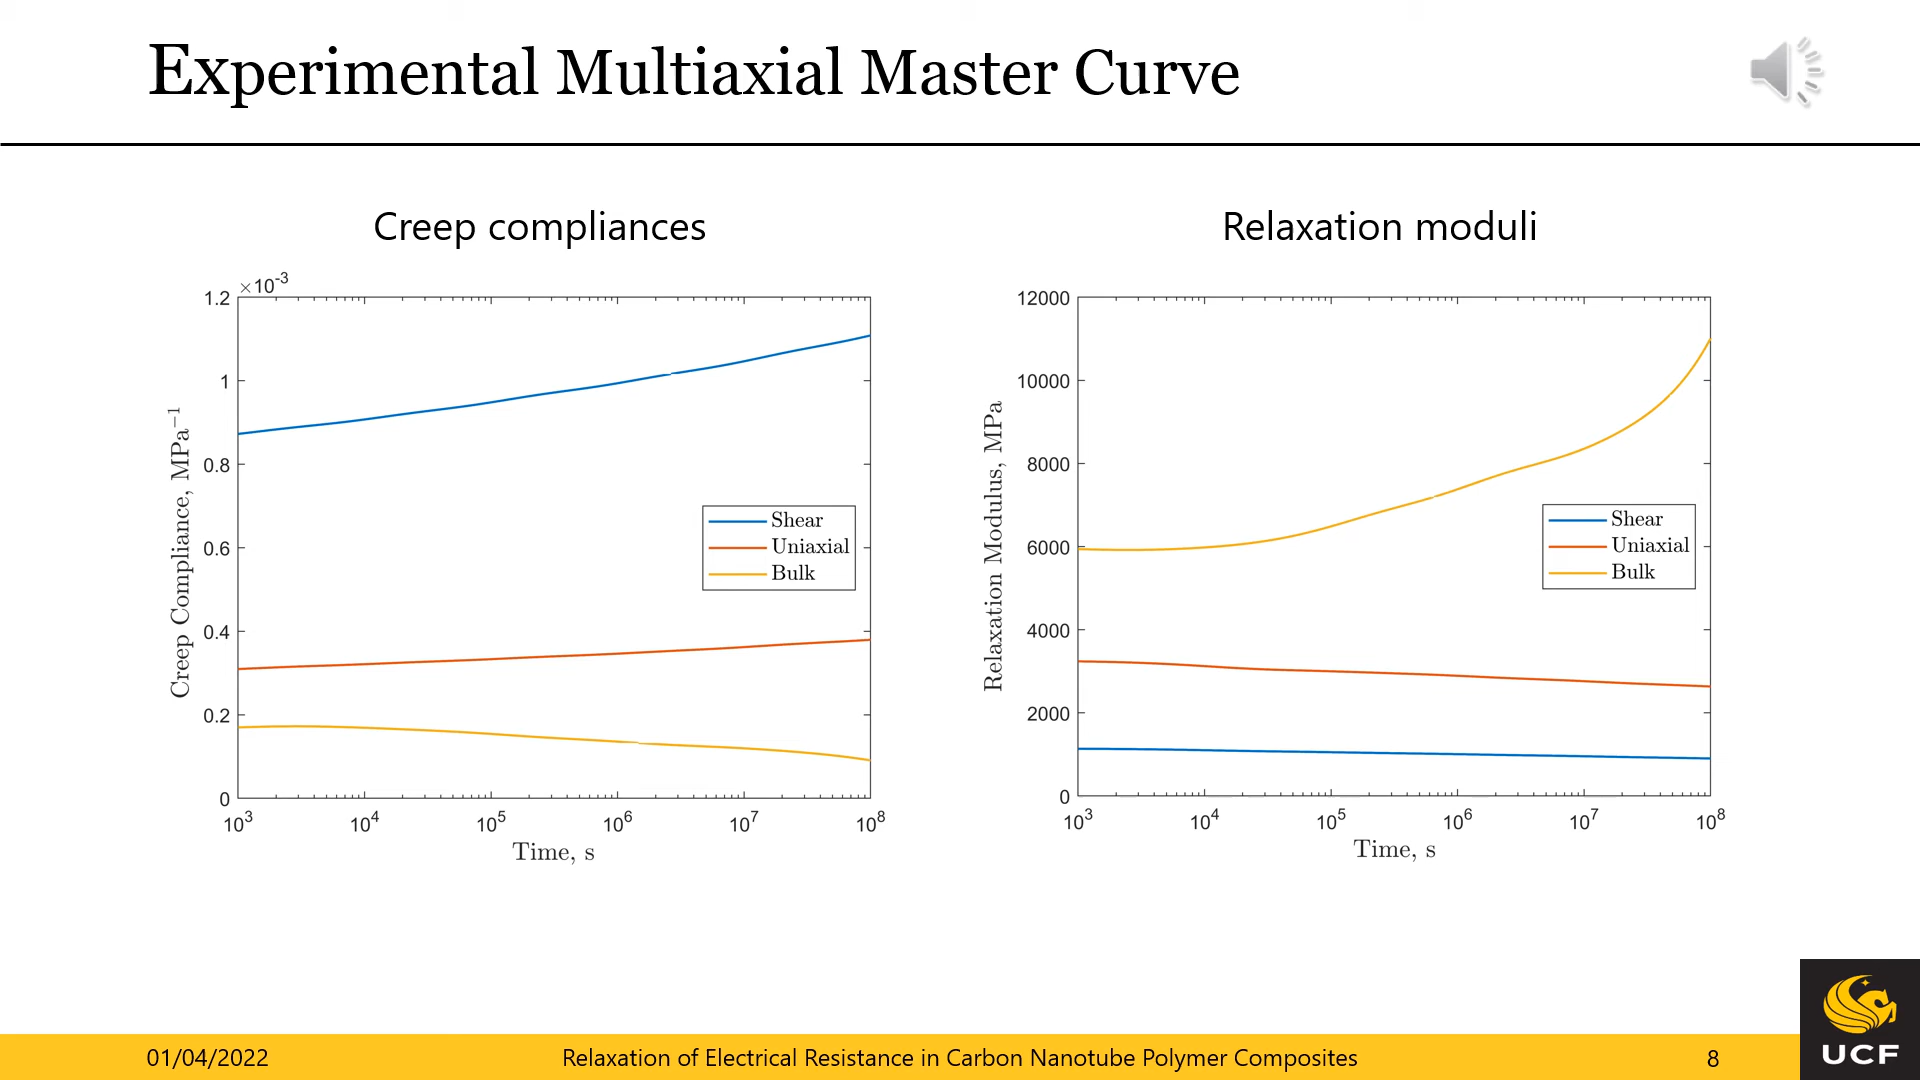 Experimental Multiaxial Master Curve
Creep compliances
×10⁻³
1.2
1
0.8
0.6
0.4
0.2
0
Creep Compliance, MPa⁻¹
Shear
Uniaxial
Bulk
10³ 10⁴ 10⁵ 10⁶ 10⁷ 10⁸
Time, s
Relaxation moduli
12000
10000
8000
6000
4000
2000
0
Relaxation Modulus, MPa
Shear
Uniaxial
Bulk
10³ 10⁴ 10⁵ 10⁶ 10⁷ 10⁸
Time, s
01/04/2022
Relaxation of Electrical Resistance in Carbon Nanotube Polymer Composites
8
UCF